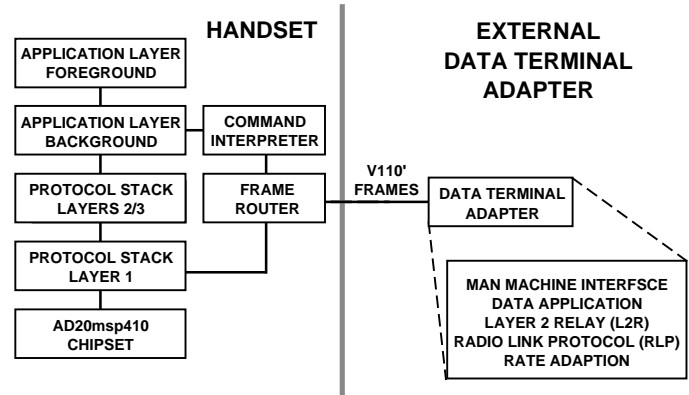 HANDSET
APPLICATION LAYER
FOREGROUND
APPLICATION LAYER
BACKGROUND
COMMAND
INTERPRETER
PROTOCOL STACK
LAYERS 2/3
FRAME
ROUTER
PROTOCOL STACK
LAYER 1
AD20msp410
CHIPSET
EXTERNAL
DATA TERMINAL
ADAPTER
V110'
FRAMES
DATA TERMINAL
ADAPTER
MAN MACHINE INTERFSCE
DATA APPLICATION
LAYER 2 RELAY (L2R)
RADIO LINK PROTOCOL (RLP)
RATE ADAPTION